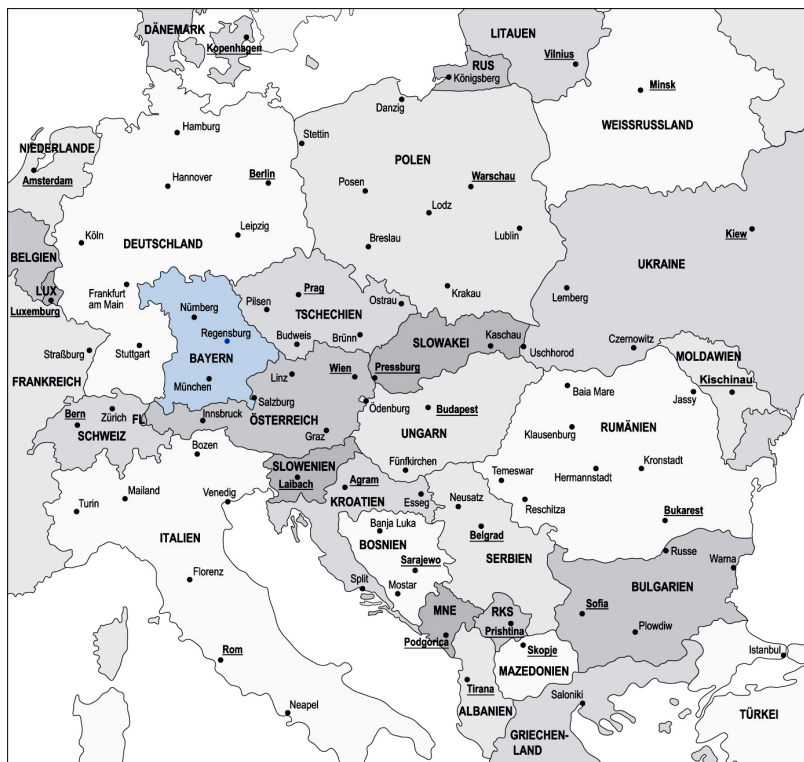 DÄNEMARK
Kopenhagen
LITAUEN
Vilnius
RUS
Königsberg
Minsk
WEISSRUSSLAND
Danzig
Hamburg
Stettin
NIEDERLANDE
Amsterdam
Hannover
Berlin
POLEN
Posen
Warschau
Lodz
Lublin
Köln
DEUTSCHLAND
Leipzig
Breslau
Kiew
UKRAINE
BELGIEN
LUX
Luxemburg
Frankfurt
am Main
Nürnberg
Regensburg
BAYERN
München
Pilsen
Prag
TSCHECHIEN
Ostrau
Budweis
Brünn
Krakau
Lemberg
Straßburg
Stuttgart
FRANKREICH
SLOWAKEI
Kaschau
Uschhorod
Czernowitz
MOLDAWIEN
Kischinau
Linz
Wien
Pressburg
Salzburg
Ödenburg
Budapest
Baia Mare
Jassy
Bern
Zürich
FL
SCHWEIZ
Innsbruck
ÖSTERREICH
Graz
UNGARN
Klausenburg
RUMÄNIEN
Bozen
SLOWENIEN
Laibach
Agram
Fünfkirchen
Temeswar
Hermannstadt
Kronstadt
Turin
Mailand
Venedig
KROATIEN
Esseg
Neusatz
Reschitza
Bukarest
ITALIEN
Banja Luka
BOSNIEN
Sarajewo
Belgrad
SERBIEN
Russe
Warna
Florenz
Split
Mostar
BULGARIEN
MNE
RKS
Sofia
Plowdiw
Podgorica
Prishtina
Skopje
MAZEDONIEN
Istanbul
Rom
Tirana
ALBANIEN
Saloniki
Neapel
GRIECHEN-
LAND
TÜRKEI